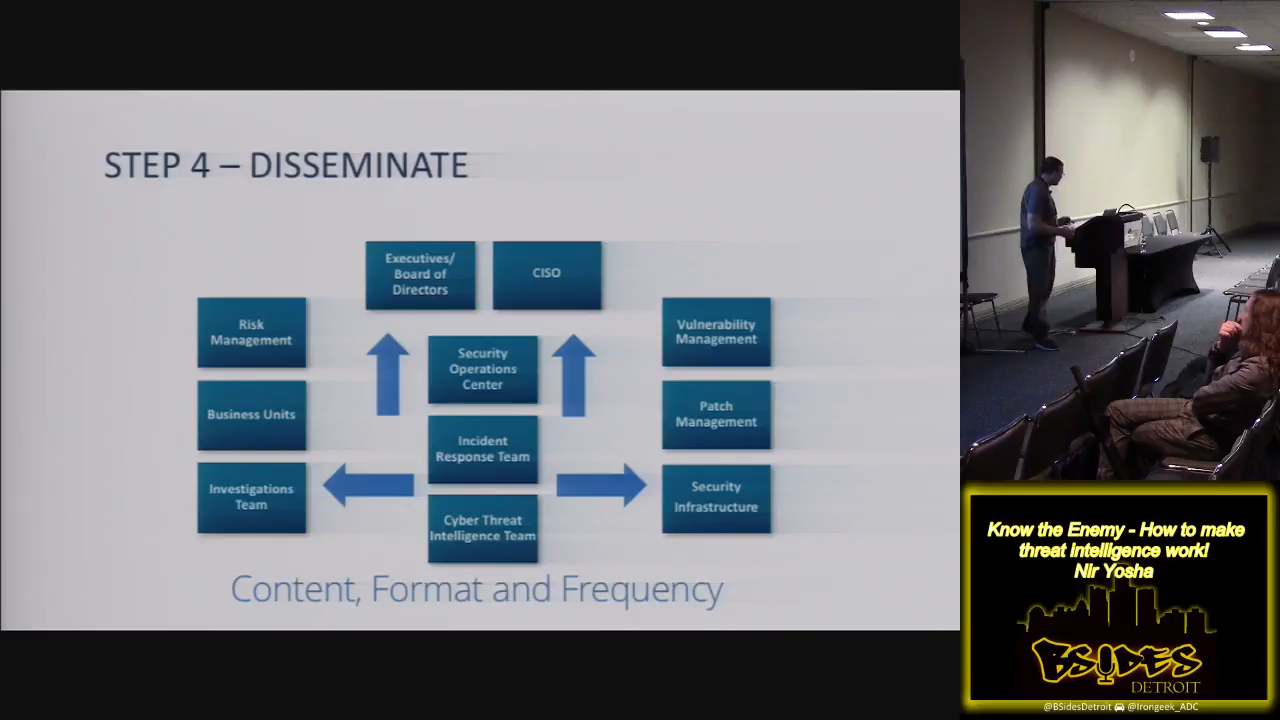 STEP 4 – DISSEMINATE
Executives/
Board of
Directors
CISO
Risk
Management
Security
Operations
Center
Vulnerability
Management
Business Units
Patch
Management
Incident
Response Team
Investigations
Team
Security
Infrastructure
Cyber Threat
Intelligence Team
Content, Format and Frequency
Know the Enemy - How to make
threat intelligence work!
Nir Yosha
BSIDES
DETROIT
@BSidesDetroit @Irongeek_ADC